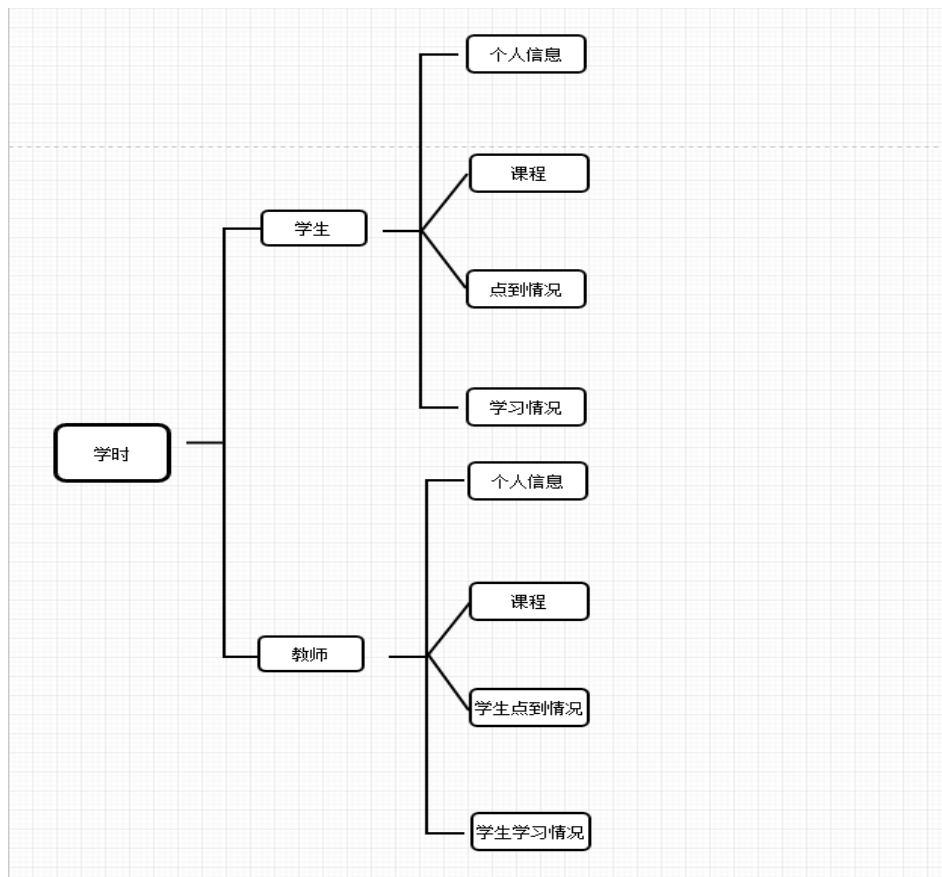 个人信息
课程
学生
点到情况
学习情况
学时
个人信息
课程
教师
学生点到情况
学生学习情况